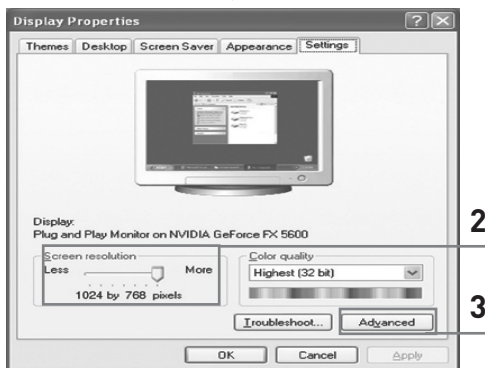 Display Properties
Themes Desktop Screen Saver Appearance Settings
Display:
Plug and Play Monitor on NVIDIA GeForce FX 5600
Screen resolution
Less More
1024 by 768 pixels
Color quality
Highest (32 bit)
2
Troubleshoot... Advanced
3
OK Cancel Apply